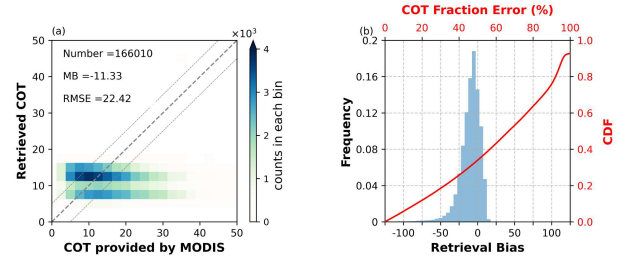 (a)
Number =166010
MB =-11.33
RMSE =22.42
Retrieved COT
50
40
30
20
10
0
0 10 20 30 40 50
COT provided by MODIS
×10³
4
3
2
1
0
counts in each bin
COT Fraction Error (%)
(b)
0 20 40 60 80 100
Frequency
0.2
0.16
0.12
0.08
0.04
0
1.0
0.8
0.6
0.4
0.2
0.0
CDF
-100 -50 0 50 100
Retrieval Bias